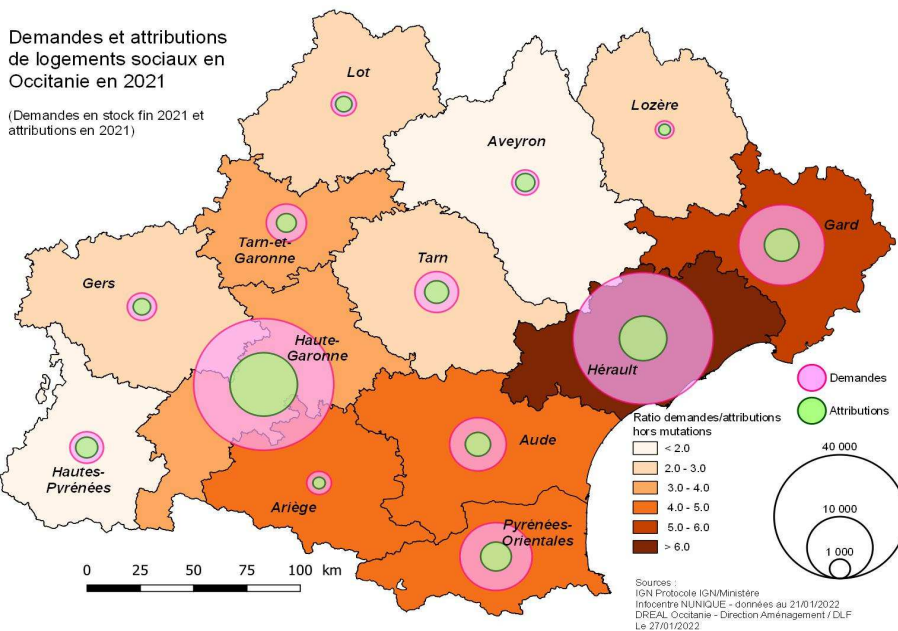 Demandes et attributions
de logements sociaux en
Occitanie en 2021
(Demandes en stock fin 2021 et
attributions en 2021)
Lot
Lozère
Aveyron
Tarn-et-
Garonne
Tarn
Gard
Gers
Haute-
Garonne
Hérault
Hautes-
Pyrénées
Ariège
Aude
Pyrénées-
Orientales
Demandes
Attributions
Ratio demandes/attributions
hors mutations
< 2.0
2.0 - 3.0
3.0 - 4.0
4.0 - 5.0
5.0 - 6.0
> 6.0
40 000
10 000
1 000
0 25 50 75 100 km
Sources :
IGN Protocole IGN/Ministére
Infocentre NUNIQUE - données au 21/01/2022
DREAL Occitanie - Direction Aménagement / DLF
Le 27/01/2022